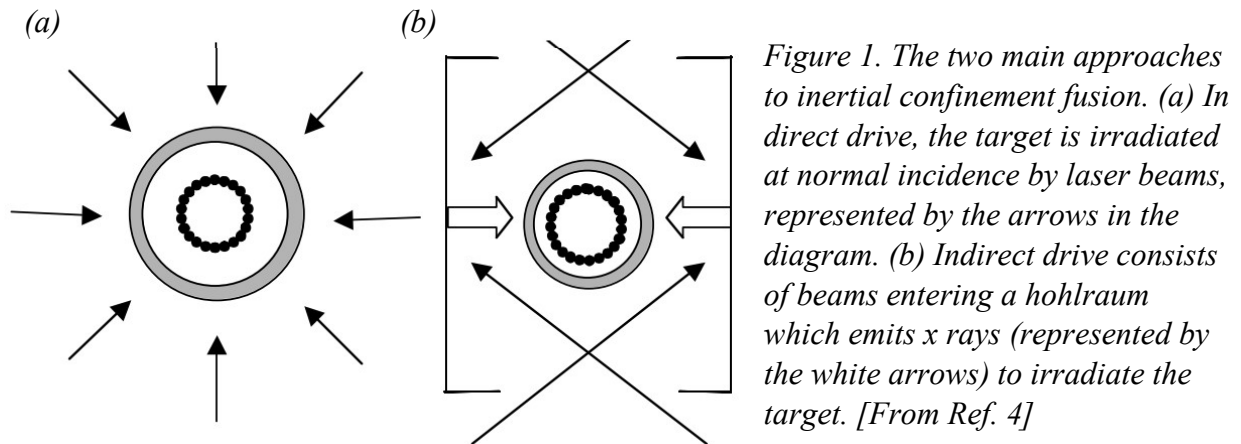 (a)
(b)
Figure 1. The two main approaches
to inertial confinement fusion. (a) In
direct drive, the target is irradiated
at normal incidence by laser beams,
represented by the arrows in the
diagram. (b) Indirect drive consists
of beams entering a hohlraum
which emits x rays (represented by
the white arrows) to irradiate the
target. [From Ref. 4]